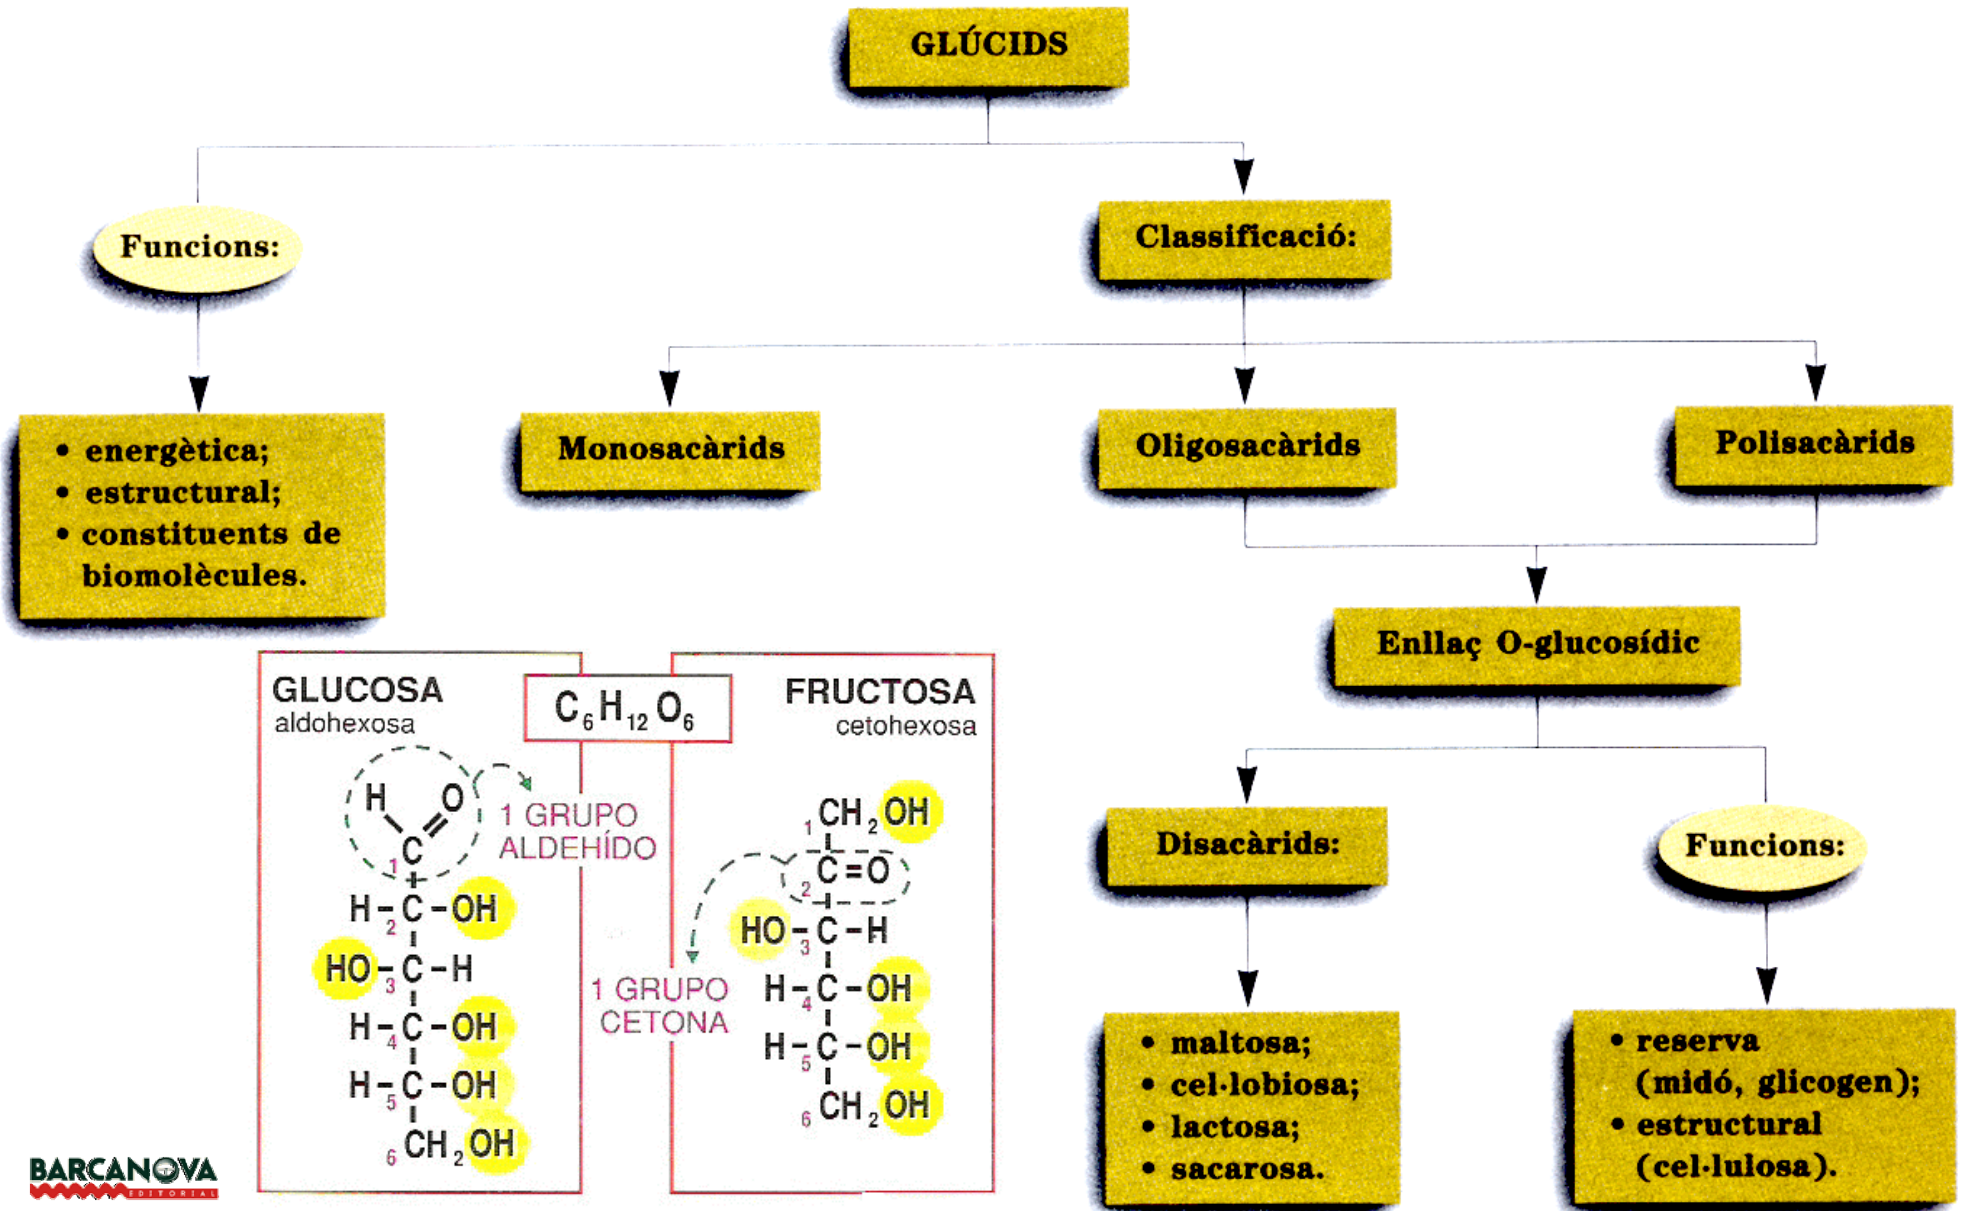 GLÚCIDS
Funcions:
Classificació:
• energètica;
• estructural;
• constituents de
biomolècules.
Monosacàrids
Oligosacàrids
Polisacàrids
Enllaç O-glucosídic
GLUCOSA
aldohexosa
C6H12O6
FRUCTOSA
cetohexosa
H O
1 GRUPO
ALDEHÍDO
1 C
H-C-OH
2
HO-C-H
3
H-C-OH
4
H-C-OH
5
6 CH2OH
1 CH2OH
C=O
2
HO-C-H
3
1 GRUPO
CETONA
H-C-OH
4
H-C-OH
5
6 CH2OH
Disacàrids:
Funcions:
• maltosa;
• cel·lobiosa;
• lactosa;
• sacarosa.
• reserva
(midó, glicogen);
• estructural
(cel·lulosa).
BARCANOVA
EDITORIAL